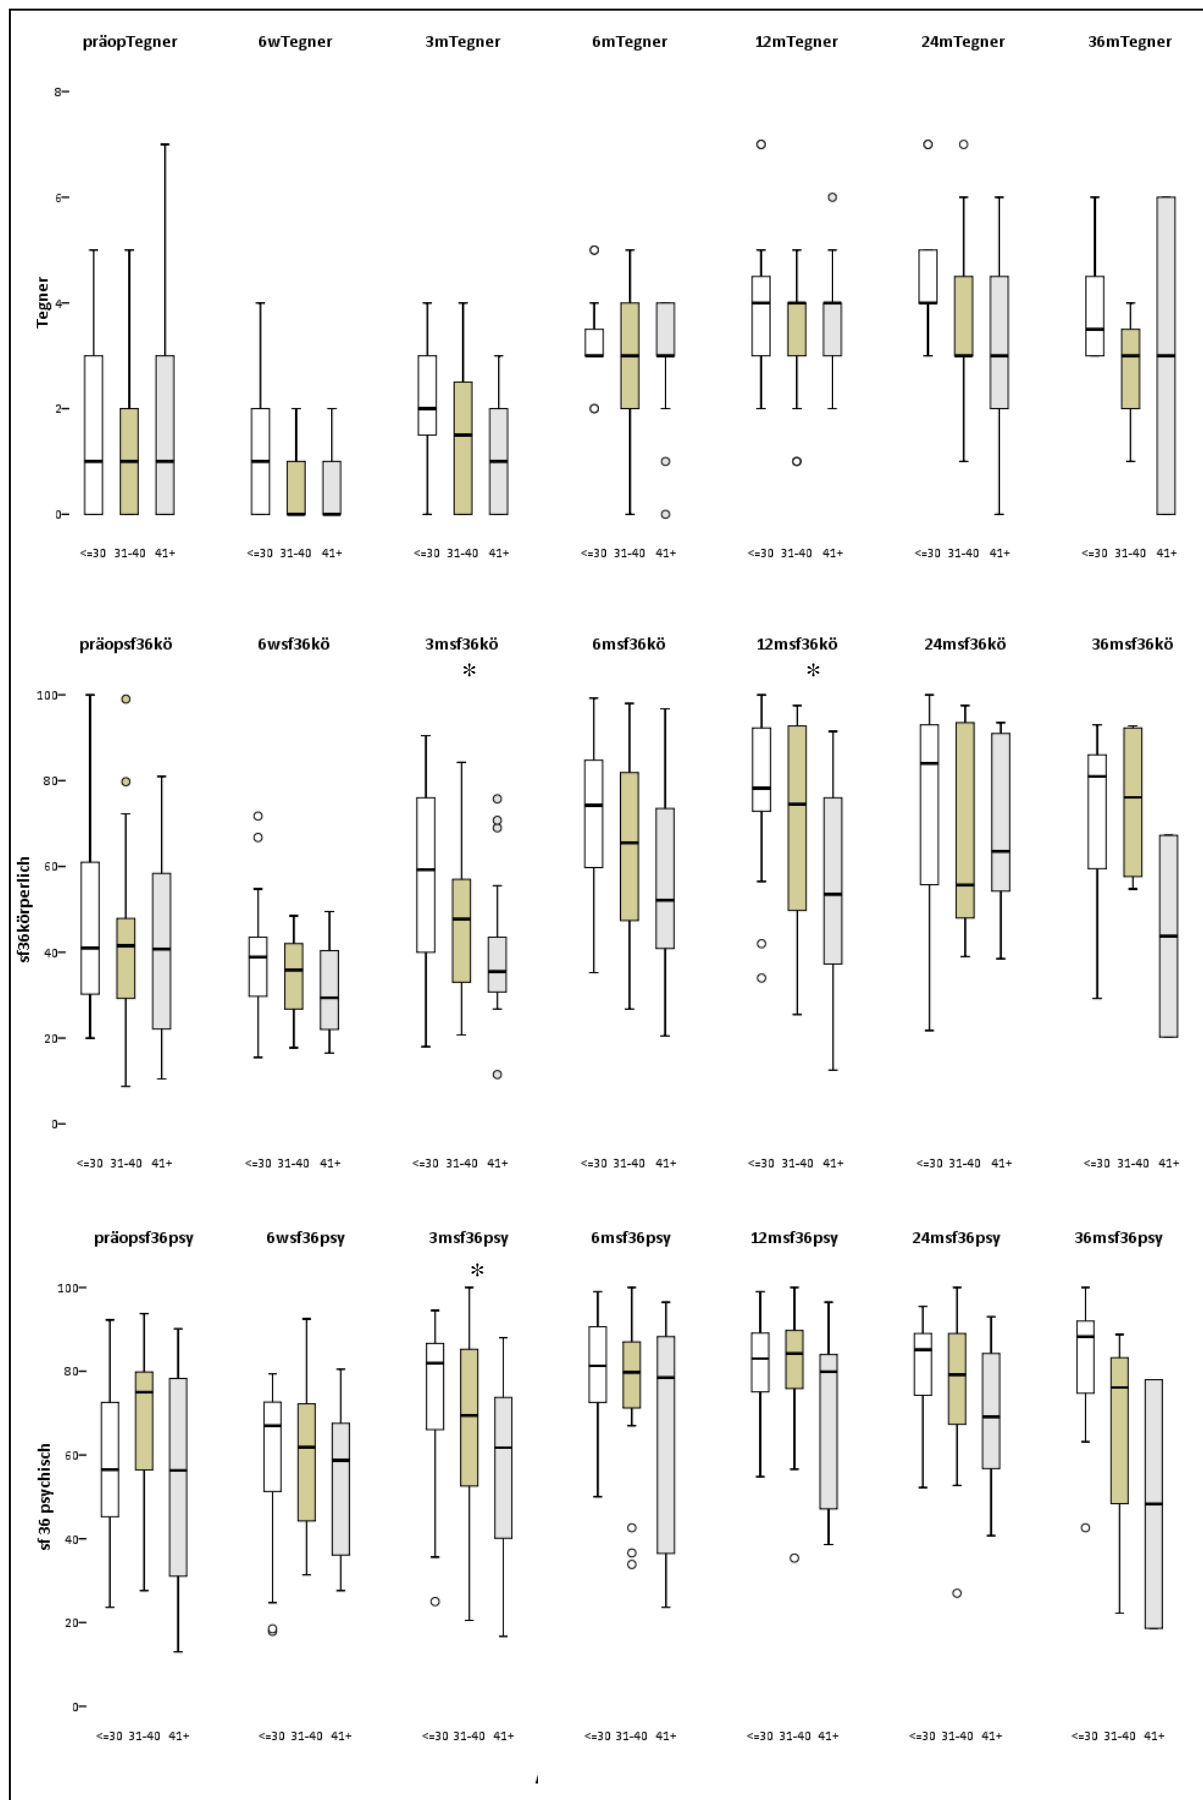 präopTegner 6wTegner 3mTegner 6mTegner 12mTegner 24mTegner 36mTegner
8
6
4
2
0
Tegner
<=30 31-40 41+ <=30 31-40 41+ <=30 31-40 41+ <=30 31-40 41+ <=30 31-40 41+ <=30 31-40 41+ <=30 31-40 41+
präopsf36kö 6wsf36kö 3msf36kö 6msf36kö 12msf36kö 24msf36kö 36msf36kö
* *
100
80
60
40
20
0
sf36körperlich
<=30 31-40 41+ <=30 31-40 41+ <=30 31-40 41+ <=30 31-40 41+ <=30 31-40 41+ <=30 31-40 41+ <=30 31-40 41+
präopsf36psy 6wsf36psy 3msf36psy 6msf36psy 12msf36psy 24msf36psy 36msf36psy
*
100
80
60
40
20
0
sf 36 psychisch
<=30 31-40 41+ <=30 31-40 41+ <=30 31-40 41+ <=30 31-40 41+ <=30 31-40 41+ <=30 31-40 41+ <=30 31-40 41+